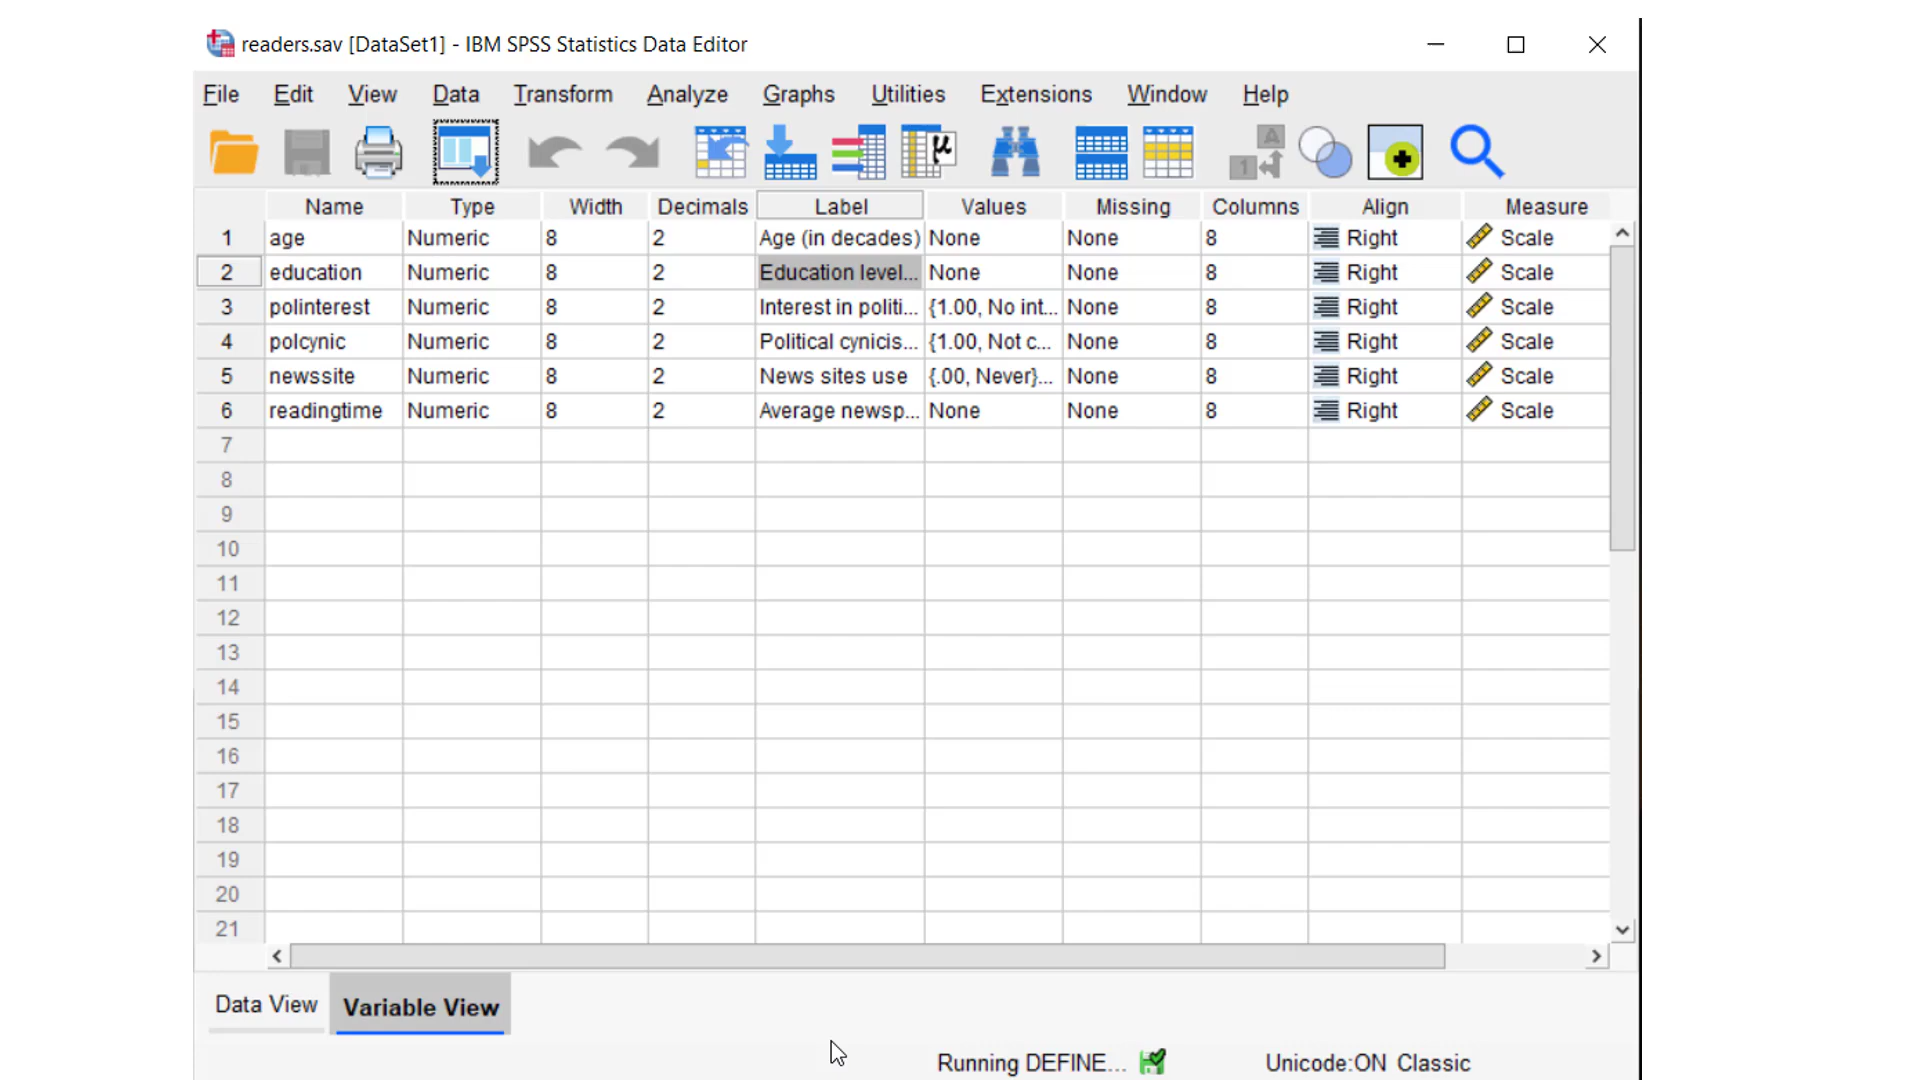 readers.sav [DataSet1] - IBM SPSS Statistics Data Editor
File Edit View Data Transform Analyze Graphs Utilities Extensions Window Help
Name Type Width Decimals Label Values Missing Columns Align Measure
1 age Numeric 8 2 Age (in decades) None None 8 Right Scale
2 education Numeric 8 2 Education level... None None 8 Right Scale
3 polinterest Numeric 8 2 Interest in politi... {1.00, No int... None 8 Right Scale
4 polcynic Numeric 8 2 Political cynicis... {1.00, Not c... None 8 Right Scale
5 newssite Numeric 8 2 News sites use {.00, Never}... None 8 Right Scale
6 readingtime Numeric 8 2 Average newsp... None None 8 Right Scale
7
8
9
10
11
12
13
14
15
16
17
18
19
20
21
Data View Variable View
Running DEFINE... Unicode:ON Classic